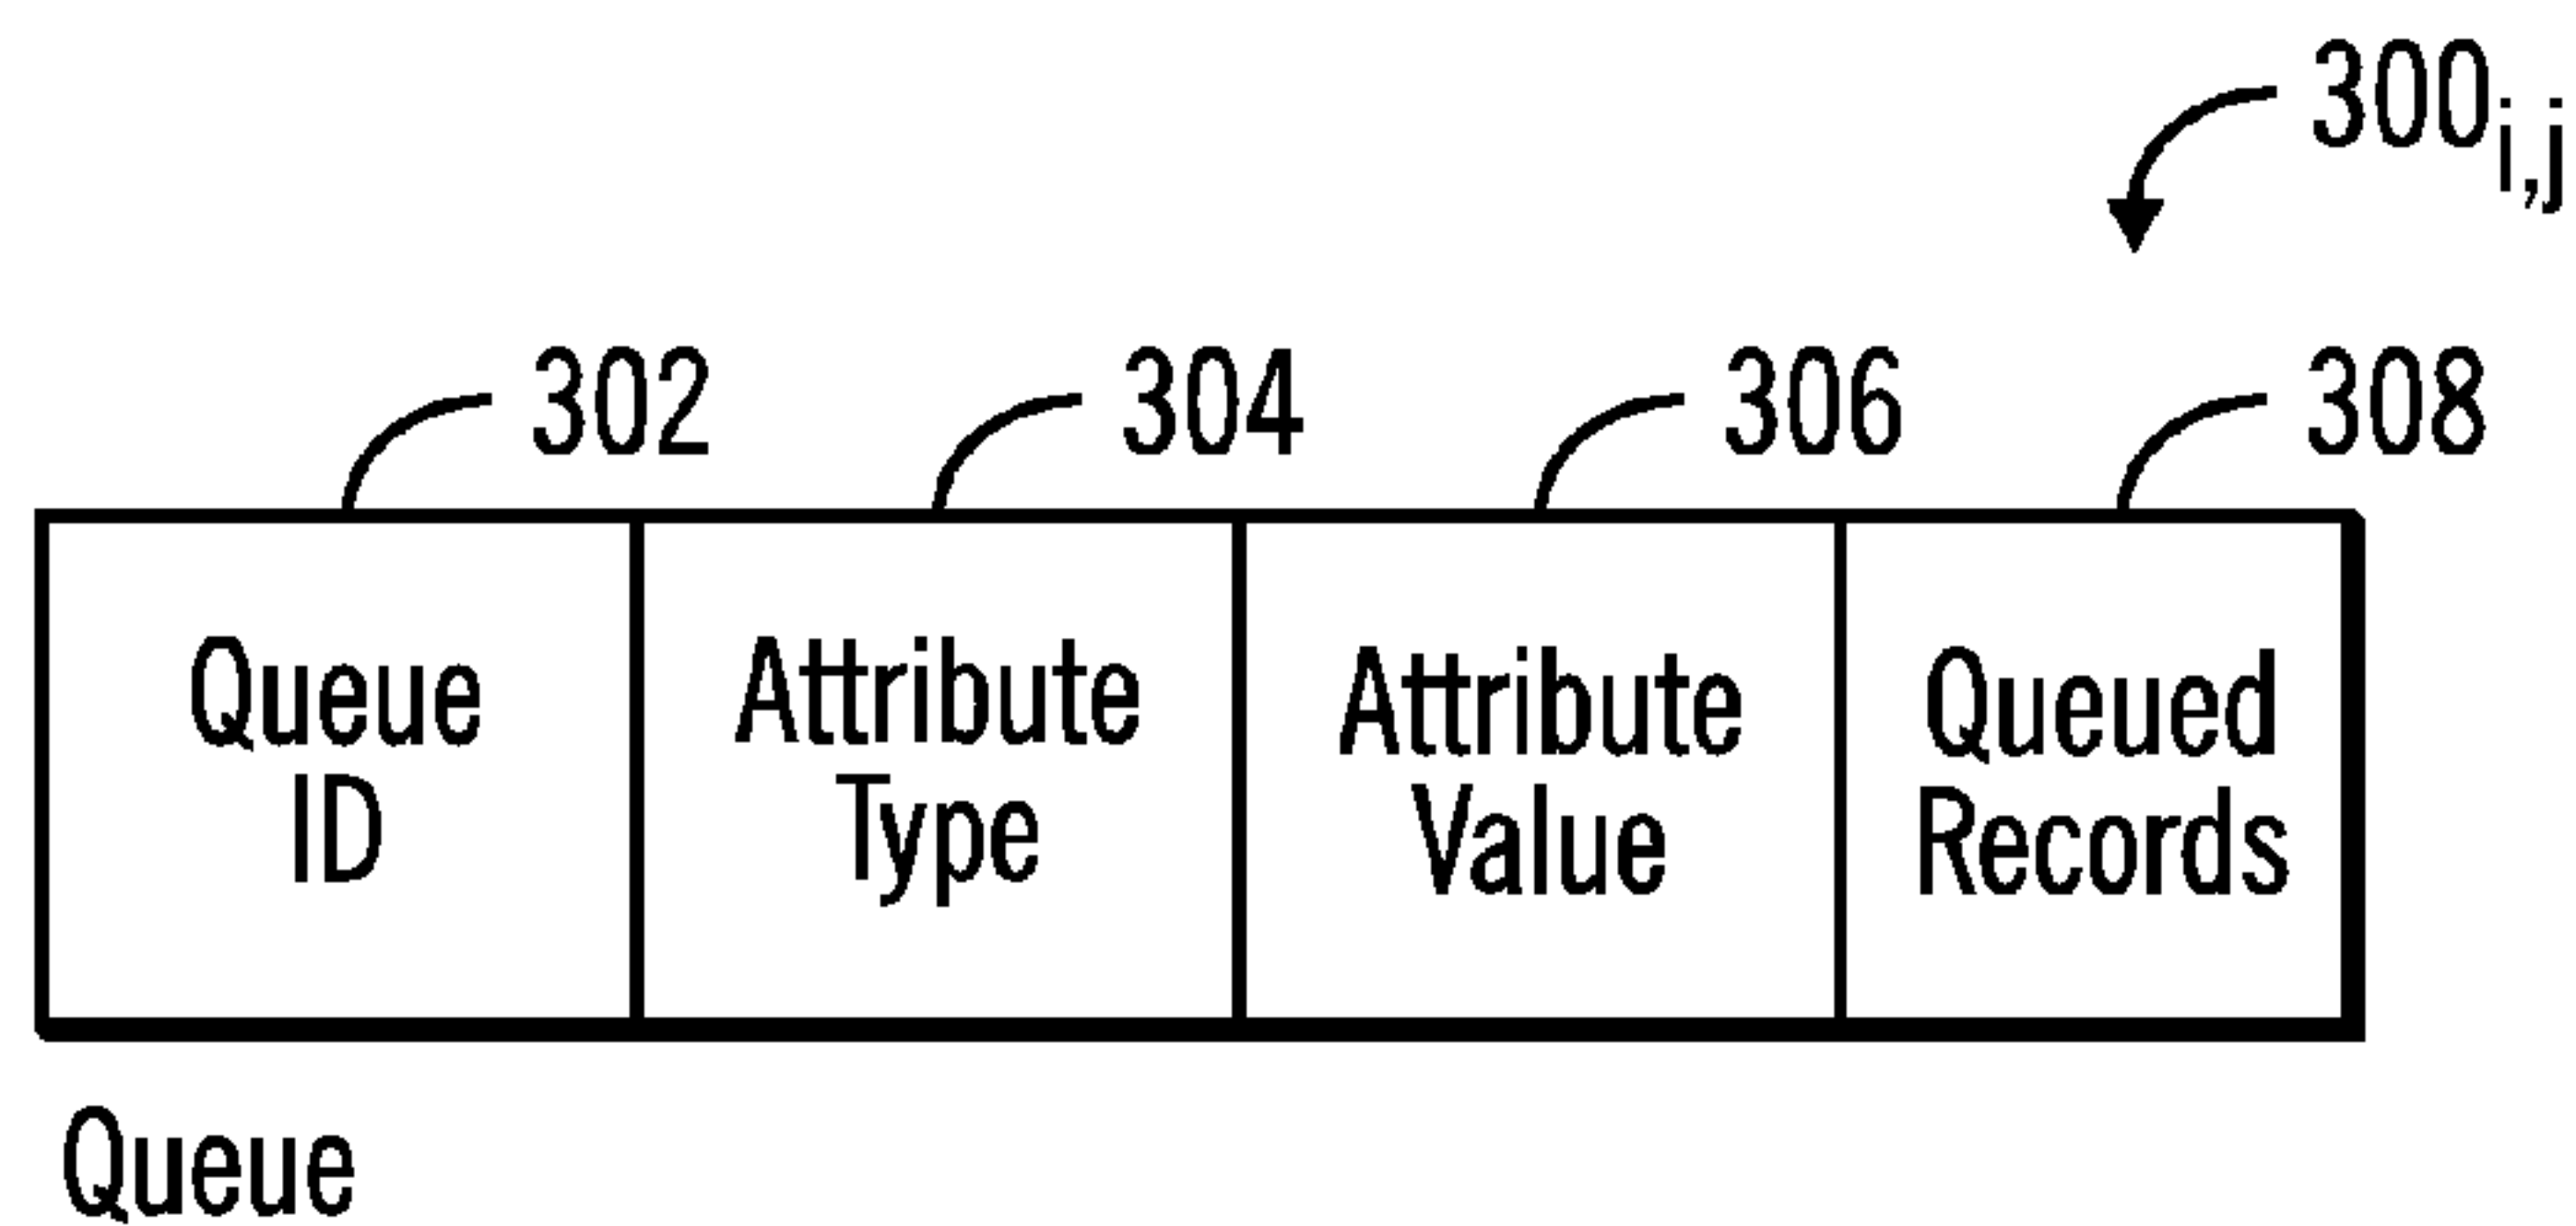 300i,j
302 304 306 308
Queue ID
Attribute Type
Attribute Value
Queued Records
Queue